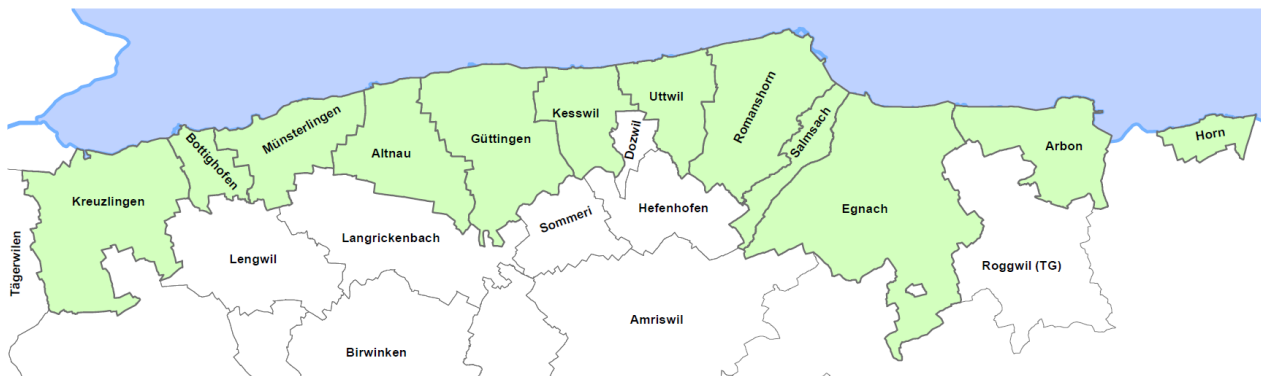 Tägerwilen
Kreuzlingen
Bottighofen
Münsterlingen
Altnau
Güttingen
Kesswil
Dozwil
Uttwil
Romanshorn
Salmsach
Egnach
Arbon
Horn
Lengwil
Langrickenbach
Sommeri
Hefenhofen
Roggwil (TG)
Birwinken
Amriswil